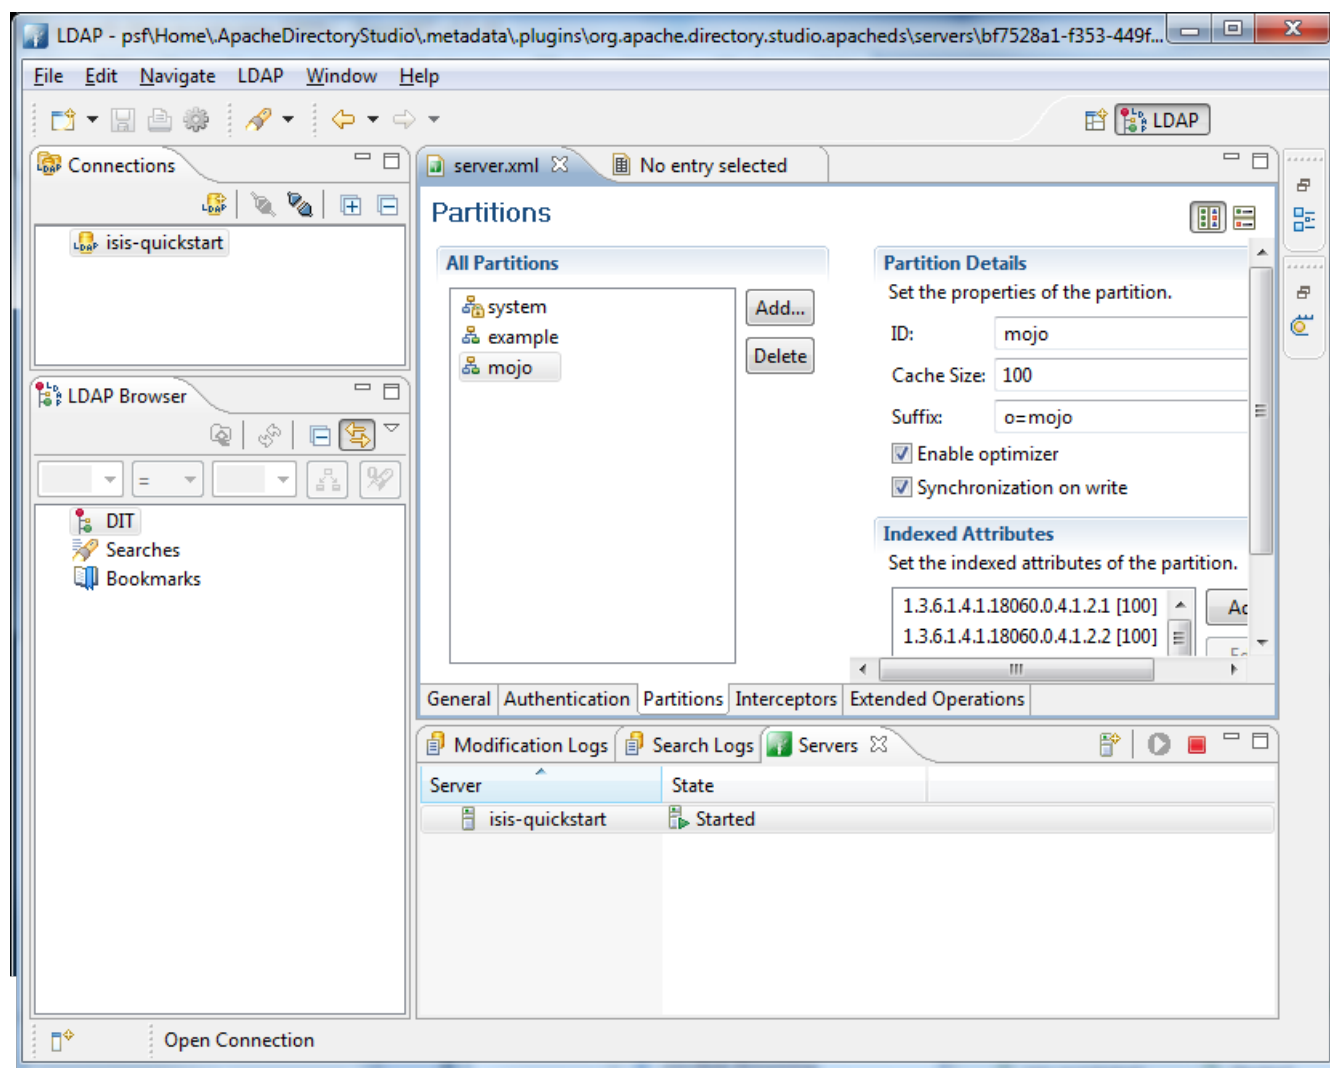 LDAP - psf\Home\.ApacheDirectoryStudio\.metadata\.plugins\org.apache.directory.studio.apacheds\servers\bf7528a1-f353-449f...
File Edit Navigate LDAP Window Help
LDAP
Connections
isis-quickstart
LDAP Browser
=
DIT
Searches
Bookmarks
server.xml
No entry selected
Partitions
All Partitions
system
example
mojo
Add...
Delete
Partition Details
Set the properties of the partition.
ID: mojo
Cache Size: 100
Suffix: o=mojo
Enable optimizer
Synchronization on write
Indexed Attributes
Set the indexed attributes of the partition.
1.3.6.1.4.1.18060.0.4.1.2.1 [100]
1.3.6.1.4.1.18060.0.4.1.2.2 [100]
General Authentication Partitions Interceptors Extended Operations
Modification Logs Search Logs Servers
Server State
isis-quickstart Started
Open Connection